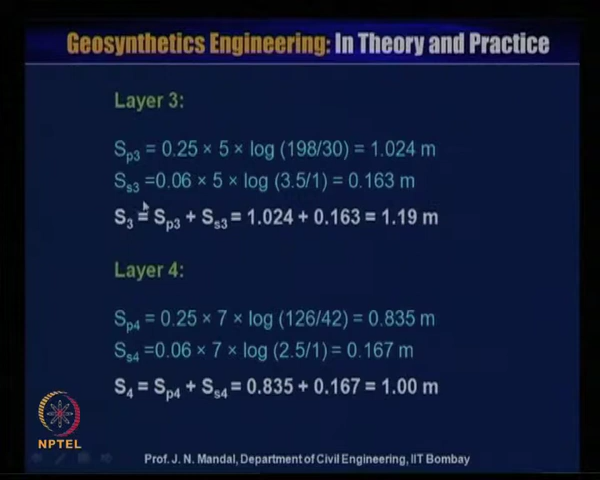 Geosynthetics Engineering: In Theory and Practice
Layer 3:
Sp3 = 0.25 × 5 × log (198/30) = 1.024 m
Ss3 =0.06 × 5 × log (3.5/1) = 0.163 m
S3 = Sp3 + Ss3 = 1.024 + 0.163 = 1.19 m
Layer 4:
Sp4 = 0.25 × 7 × log (126/42) = 0.835 m
Ss4 =0.06 × 7 × log (2.5/1) = 0.167 m
S4 = Sp4 + Ss4 = 0.835 + 0.167 = 1.00 m
NPTEL
Prof. J. N. Mandal, Department of Civil Engineering, IIT Bombay